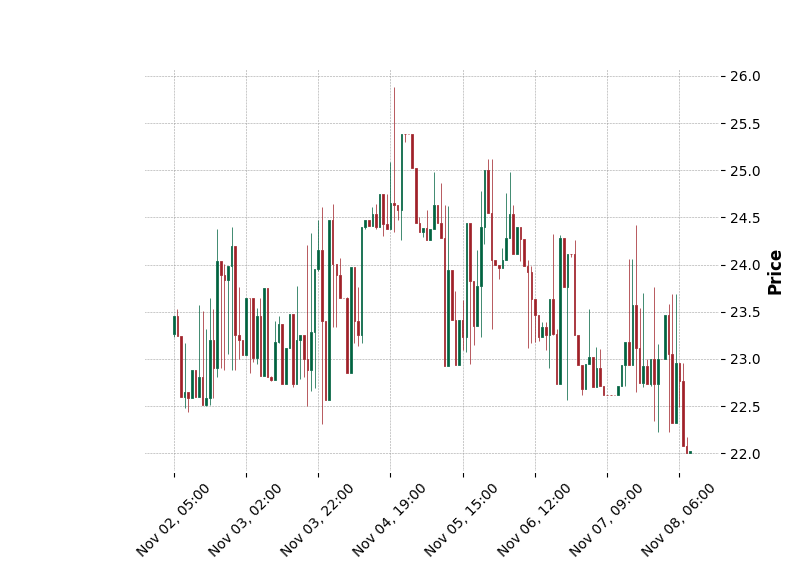 26.0
25.5
25.0
24.5
24.0
23.5
23.0
22.5
22.0
Price
Nov 02, 05:00
Nov 03, 02:00
Nov 03, 22:00
Nov 04, 19:00
Nov 05, 15:00
Nov 06, 12:00
Nov 07, 09:00
Nov 08, 06:00